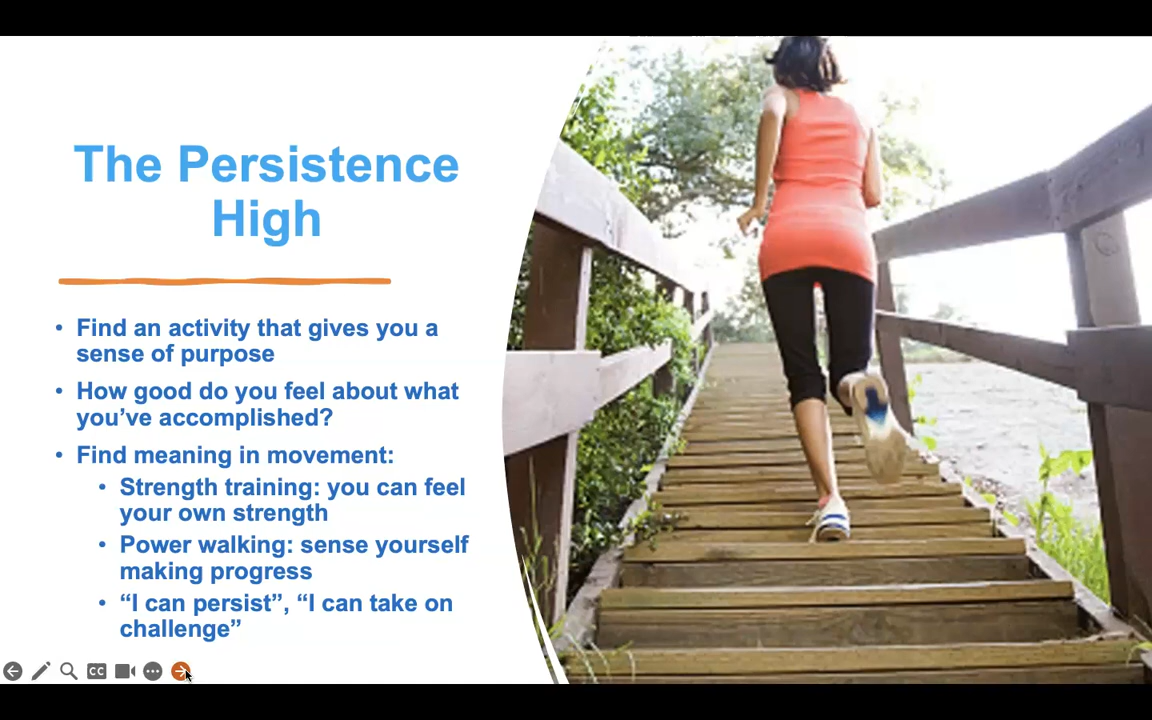 The Persistence
High
• Find an activity that gives you a
sense of purpose
• How good do you feel about what
you’ve accomplished?
• Find meaning in movement:
• Strength training: you can feel
your own strength
• Power walking: sense yourself
making progress
• “I can persist”, “I can take on
challenge”
CC